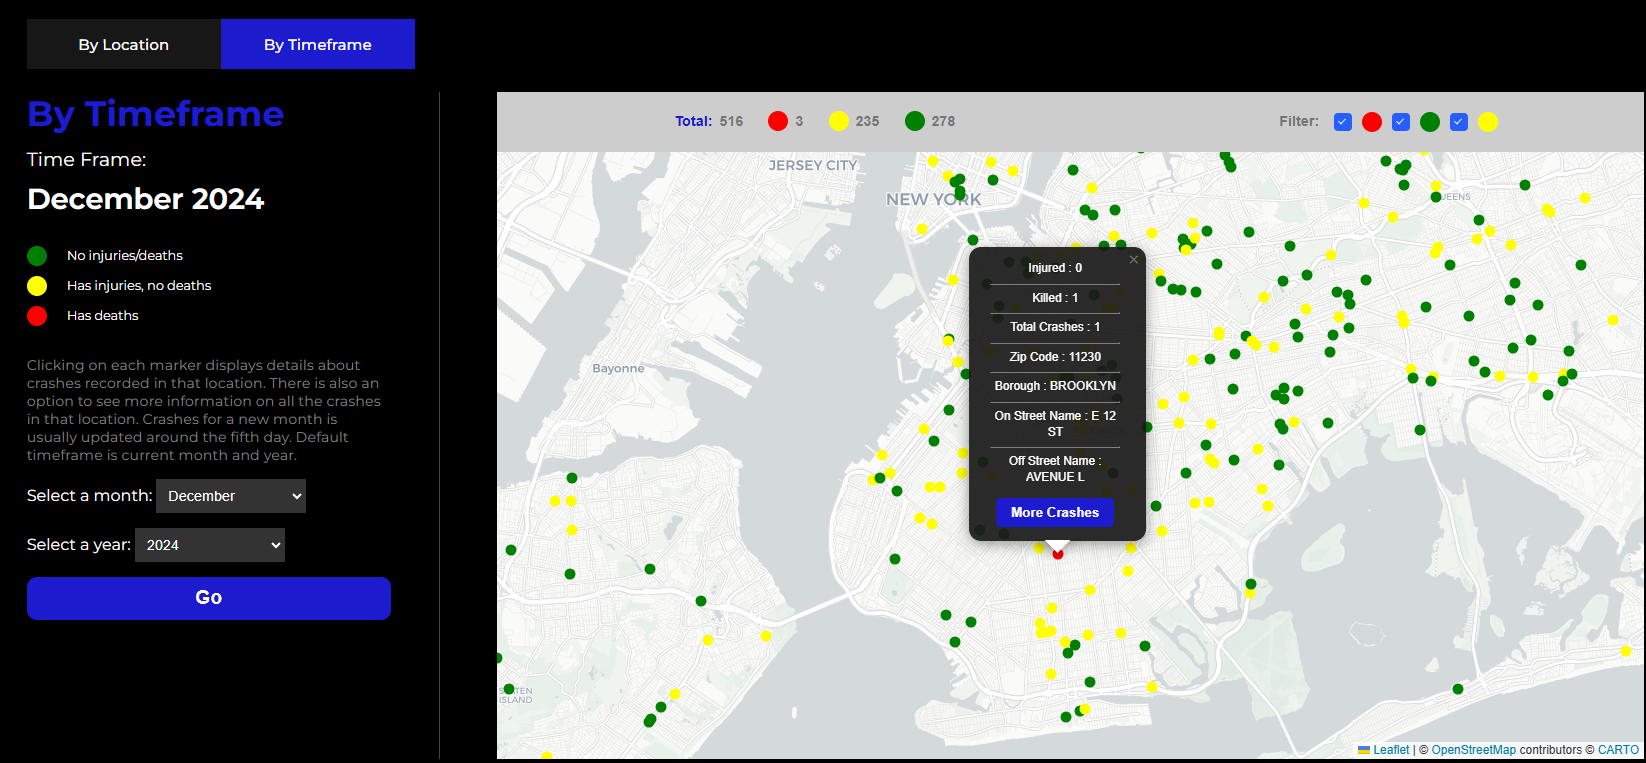 By Location
By Timeframe
By Timeframe
Time Frame:
December 2024
No injuries/deaths
Has injuries, no deaths
Has deaths
Clicking on each marker displays details about
crashes recorded in that location. There is also an
option to see more information on all the crashes
in that location. Crashes for a new month is
usually updated around the fifth day. Default
timeframe is current month and year.
Select a month: December
Select a year: 2024
Go
Total: 516 3 235 278
Filter:
JERSEY CITY
NEW YORK
Bayonne
ISLAND
×
Injured : 0
Killed : 1
Total Crashes : 1
Zip Code : 11230
Borough : BROOKLYN
On Street Name : E 12
ST
Off Street Name :
AVENUE L
More Crashes
Leaflet | © OpenStreetMap contributors © CARTO